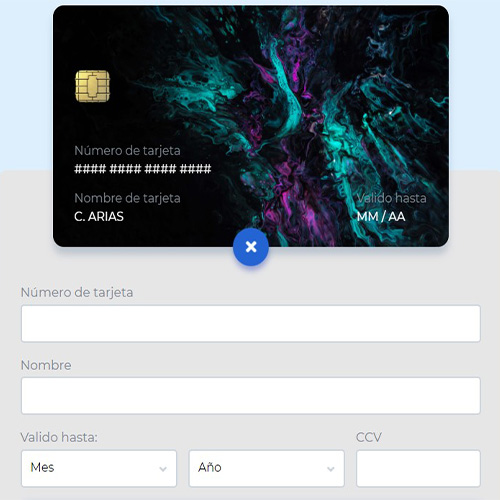 Número de tarjeta
#### #### #### ####
Nombre de tarjeta
Valido hasta
C. ARIAS
MM / AA
Número de tarjeta
Nombre
Valido hasta:
CCV
Mes
Año